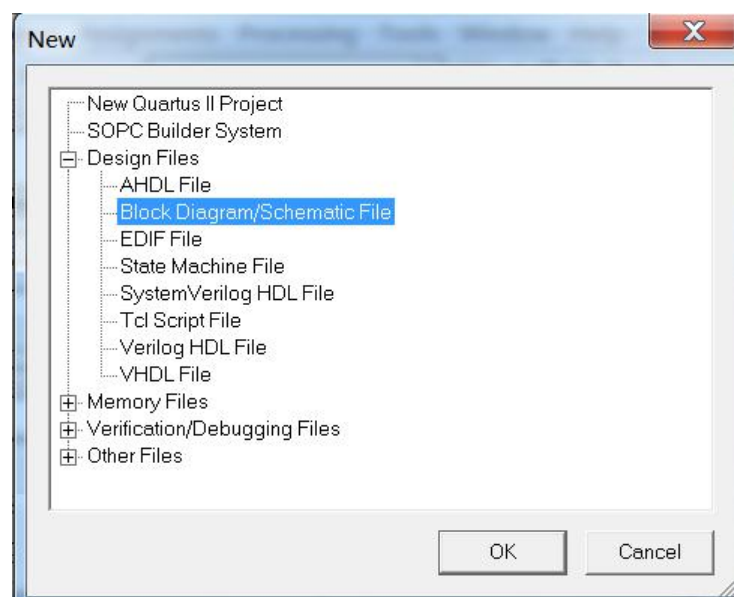 New
New Quartus II Project
SOPC Builder System
Design Files
AHDL File
Block Diagram/Schematic File
EDIF File
State Machine File
SystemVerilog HDL File
Tcl Script File
Verilog HDL File
VHDL File
Memory Files
Verification/Debugging Files
Other Files
OK Cancel